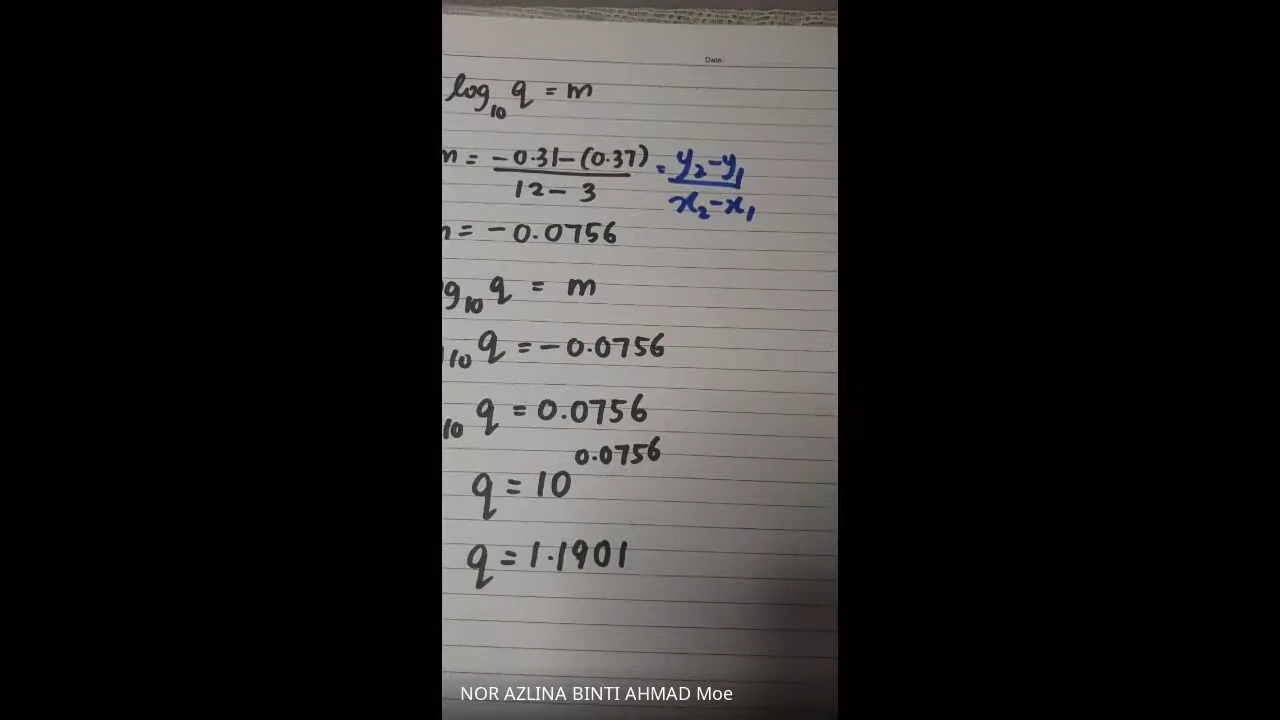 Date:
log₁₀ q = m
m = (-0.31-(0.37))/(12-3) = (y₂-y₁)/(x₂-x₁)
m = -0.0756
g₁₀ q = m
₁₀ q = -0.0756
₁₀ q = 0.0756
q = 10^0.0756
q = 1.1901
NOR AZLINA BINTI AHMAD Moe